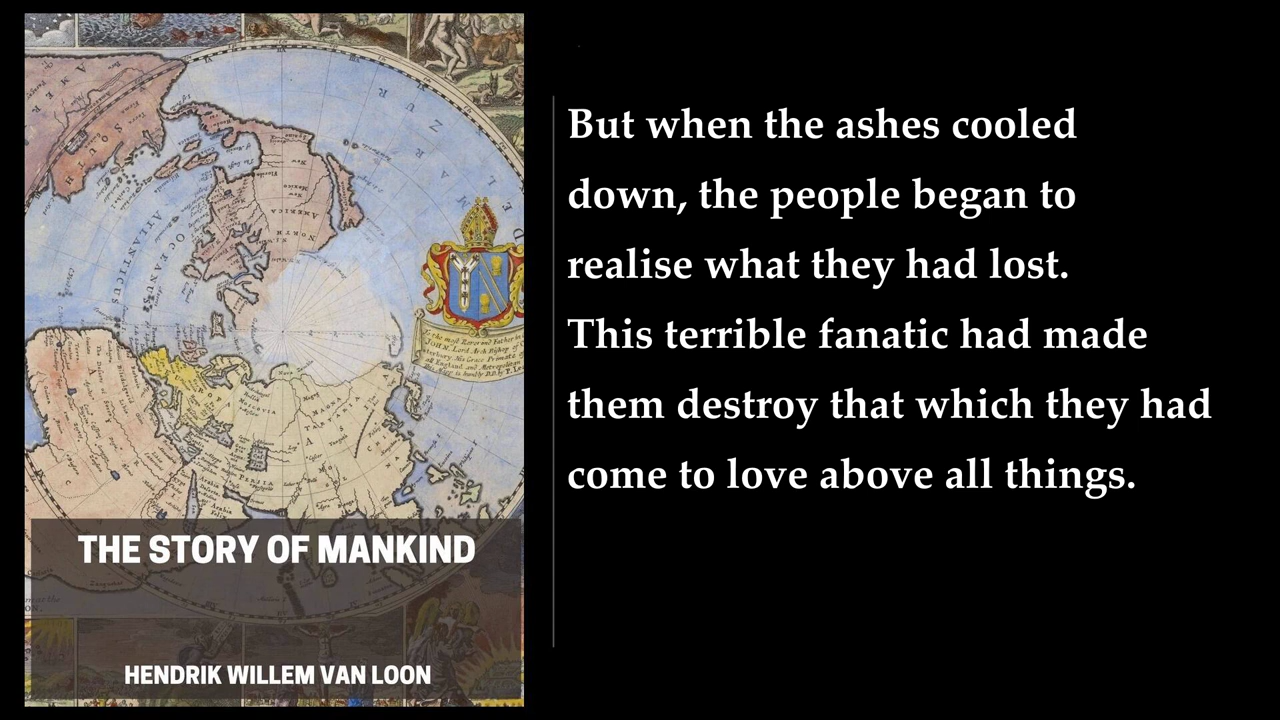 THE STORY OF MANKIND
HENDRIK WILLEM VAN LOON
But when the ashes cooled
down, the people began to
realise what they had lost.
This terrible fanatic had made
them destroy that which they had
come to love above all things.